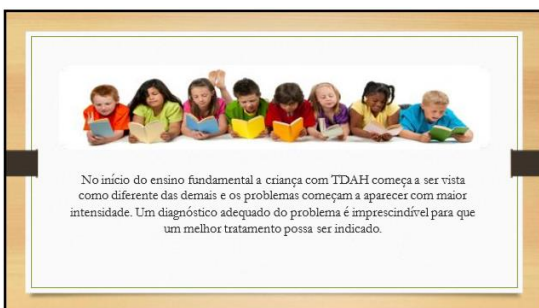 No início do ensino fundamental a criança com TDAH começa a ser vista
como diferente das demais e os problemas começam a aparecer com maior
intensidade. Um diagnóstico adequado do problema é imprescindível para que
um melhor tratamento possa ser indicado.